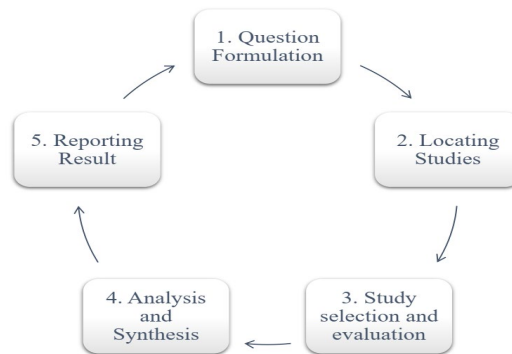 1. Question
Formulation
2. Locating
Studies
3. Study
selection and
evaluation
4. Analysis
and
Synthesis
5. Reporting
Result